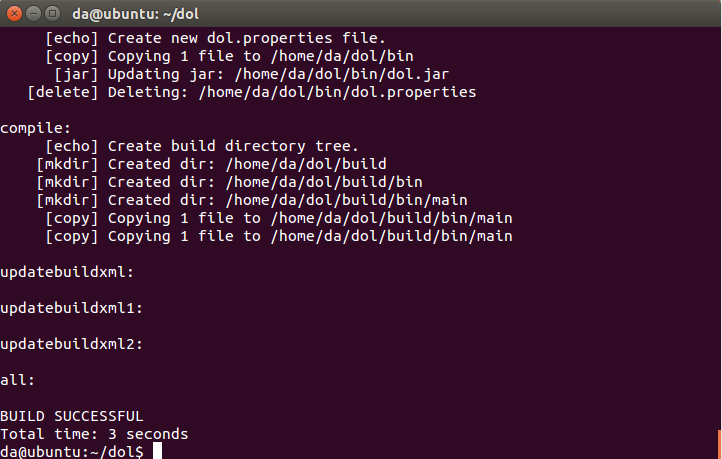 da@ubuntu: ~/dol
[echo] Create new dol.properties file.
[copy] Copying 1 file to /home/da/dol/bin
[jar] Updating jar: /home/da/dol/bin/dol.jar
[delete] Deleting: /home/da/dol/bin/dol.properties
compile:
[echo] Create build directory tree.
[mkdir] Created dir: /home/da/dol/build
[mkdir] Created dir: /home/da/dol/build/bin
[mkdir] Created dir: /home/da/dol/build/bin/main
[copy] Copying 1 file to /home/da/dol/build/bin/main
[copy] Copying 1 file to /home/da/dol/build/bin/main
updatebuildxml:
updatebuildxml1:
updatebuildxml2:
all:
BUILD SUCCESSFUL
Total time: 3 seconds
da@ubuntu:~/dol$